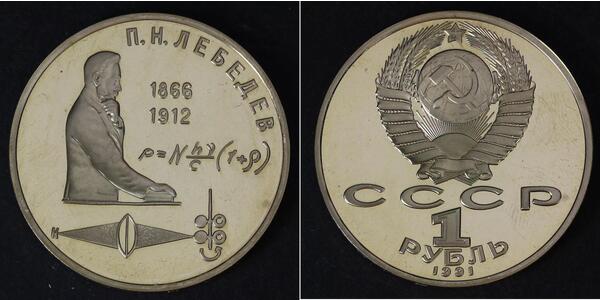 П.Н.ЛЕБЕДЕВ
1866
1912
p=N hν/c (1+ρ)
И
СССР
1
РУБЛЬ
1991